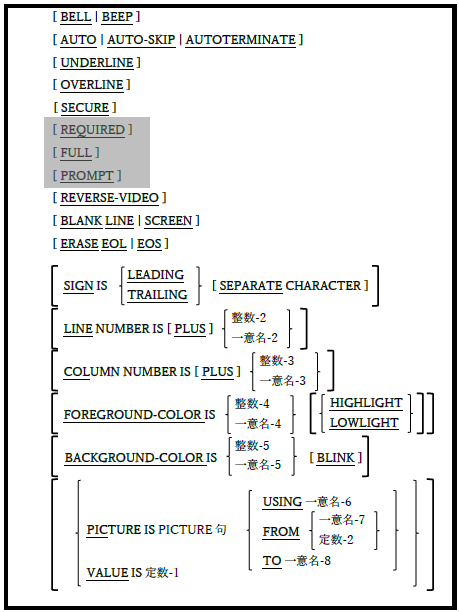 [ BELL | BEEP ]
[ AUTO | AUTO-SKIP | AUTOTERMINATE ]
[ UNDERLINE ]
[ OVERLINE ]
[ SECURE ]
[ REQUIRED ]
[ FULL ]
[ PROMPT ]
[ REVERSE-VIDEO ]
[ BLANK LINE | SCREEN ]
[ ERASE EOL | EOS ]
SIGN IS { LEADING
TRAILING } [ SEPARATE CHARACTER ]
LINE NUMBER IS [ PLUS ] { 整数-2
一意名-2 }
COLUMN NUMBER IS [ PLUS ] { 整数-3
一意名-3 }
FOREGROUND-COLOR IS { 整数-4
一意名-4 } [ { HIGHLIGHT
LOWLIGHT } ]
BACKGROUND-COLOR IS { 整数-5
一意名-5 } [ BLINK ]
PICTURE IS PICTURE 句
USING 一意名-6
FROM { 一意名-7
定数-2 }
TO 一意名-8
VALUE IS 定数-1